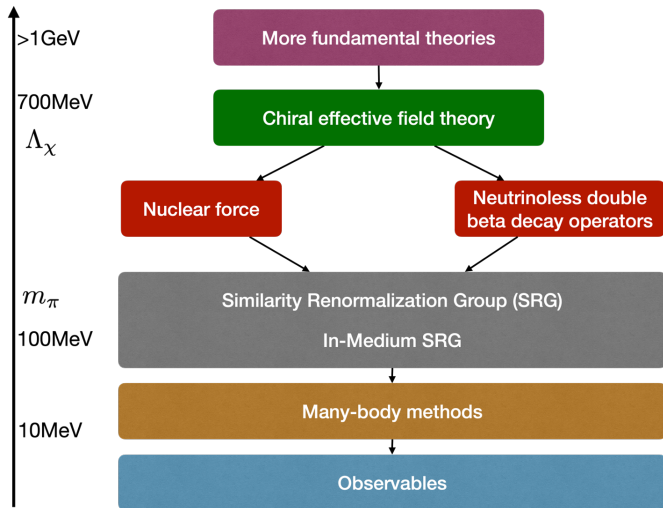 >1GeV
More fundamental theories
700MeV
Chiral effective field theory
Λχ
Nuclear force
Neutrinoless double
beta decay operators
mπ
Similarity Renormalization Group (SRG)
100MeV
In-Medium SRG
Many-body methods
10MeV
Observables